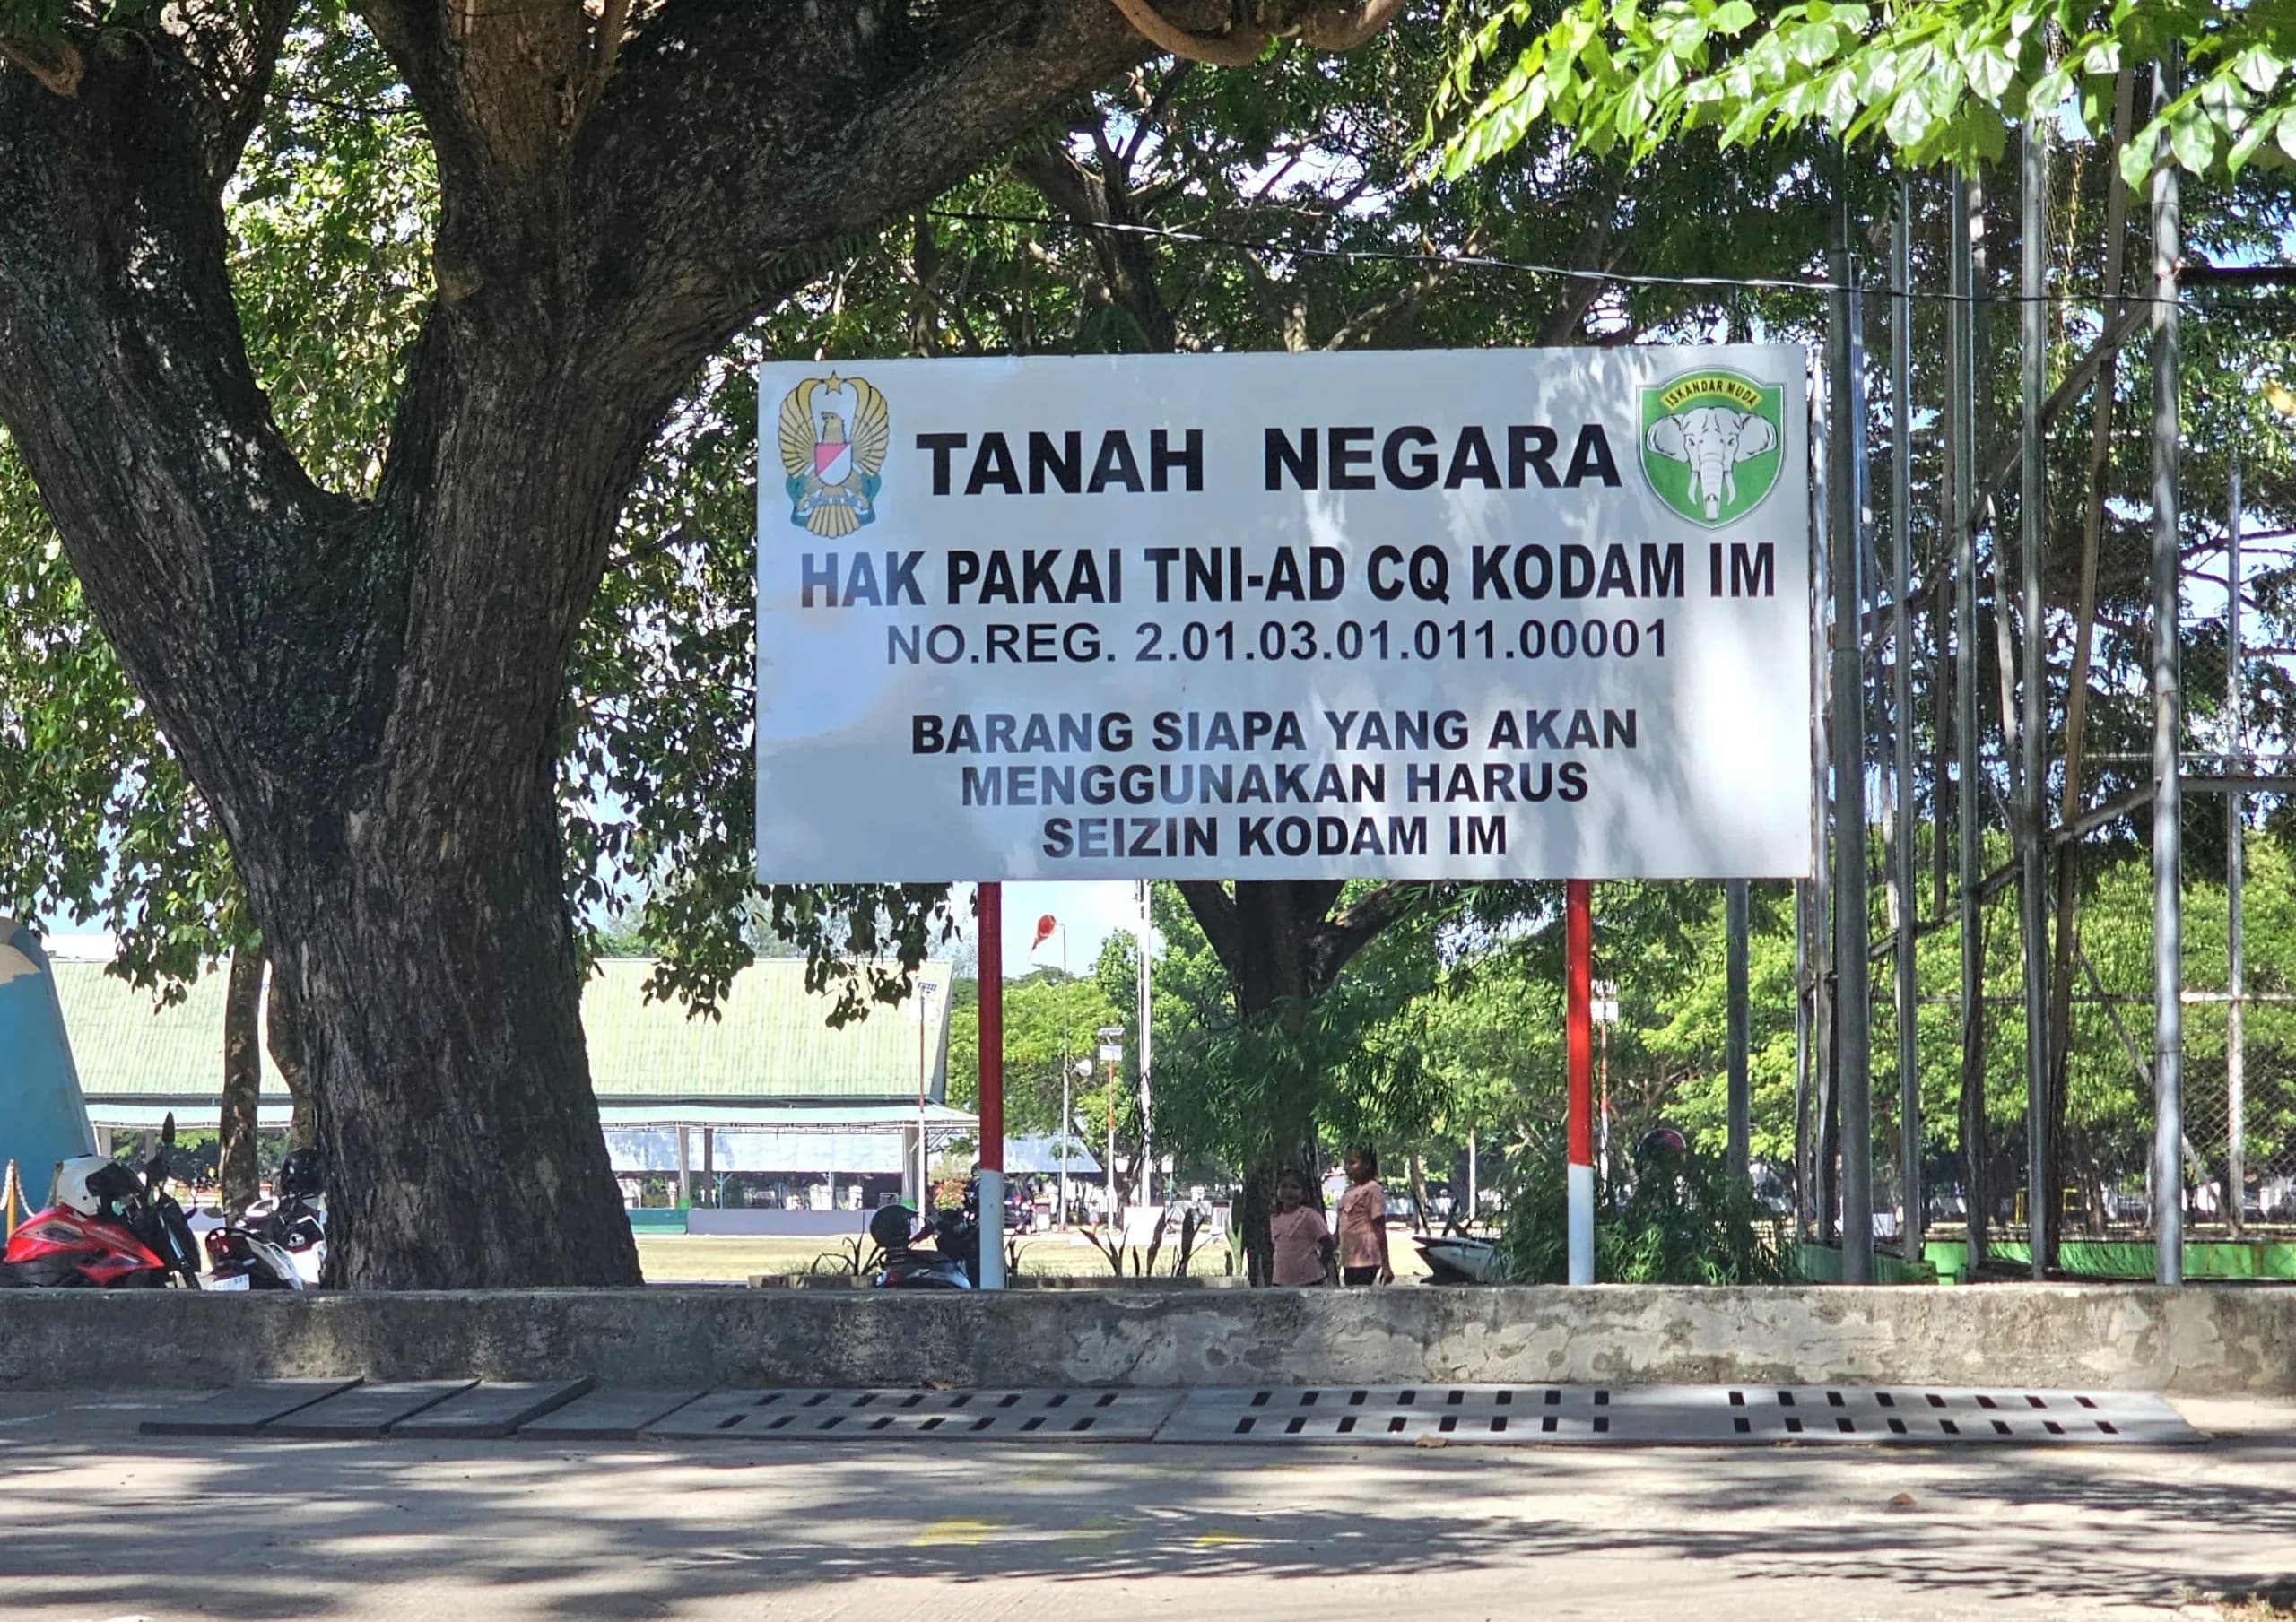 ISKANDAR MUDA
TANAH NEGARA
HAK PAKAI TNI-AD CQ KODAM IM
NO.REG. 2.01.03.01.011.00001
BARANG SIAPA YANG AKAN
MENGGUNAKAN HARUS
SEIZIN KODAM IM